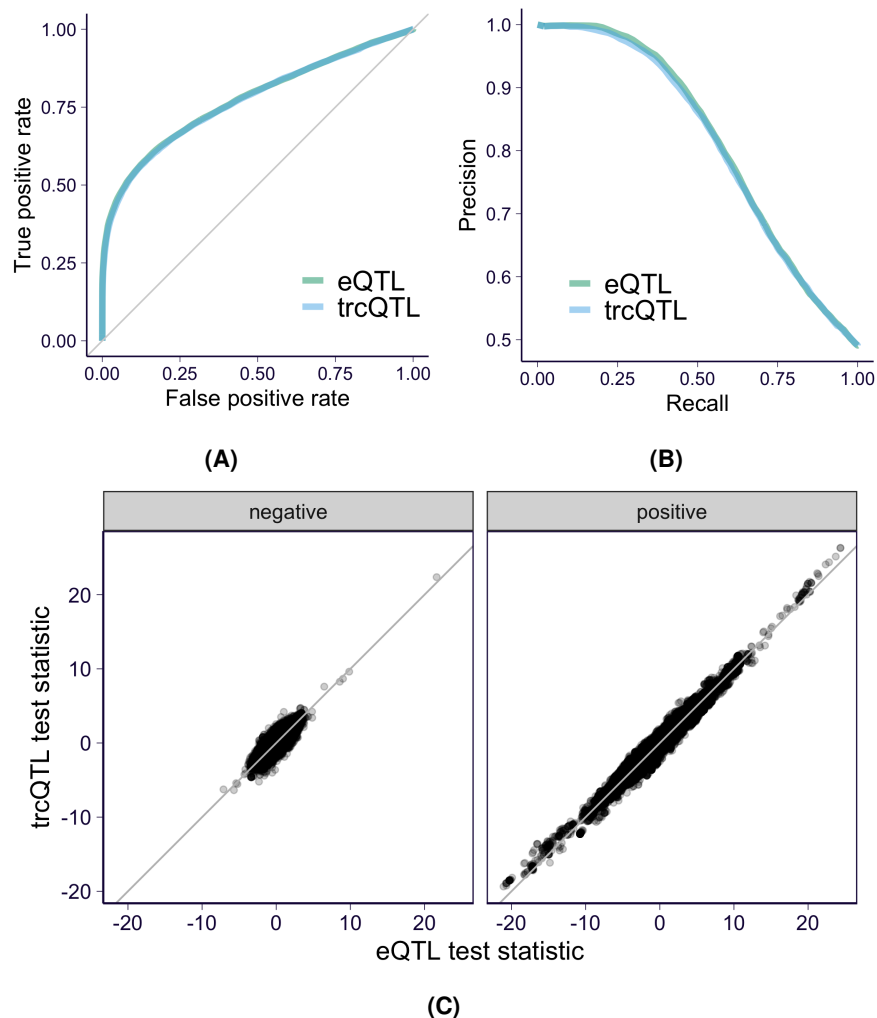 1.00
0.75
0.50
0.25
0.00
True positive rate
eQTL
trcQTL
0.00 0.25 0.50 0.75 1.00
False positive rate
(A)
1.0
0.9
0.8
0.7
0.6
0.5
Precision
eQTL
trcQTL
0.00 0.25 0.50 0.75 1.00
Recall
(B)
negative
positive
20
10
0
-10
-20
trcQTL test statistic
-20 -10 0 10 20
-20 -10 0 10 20
eQTL test statistic
(C)